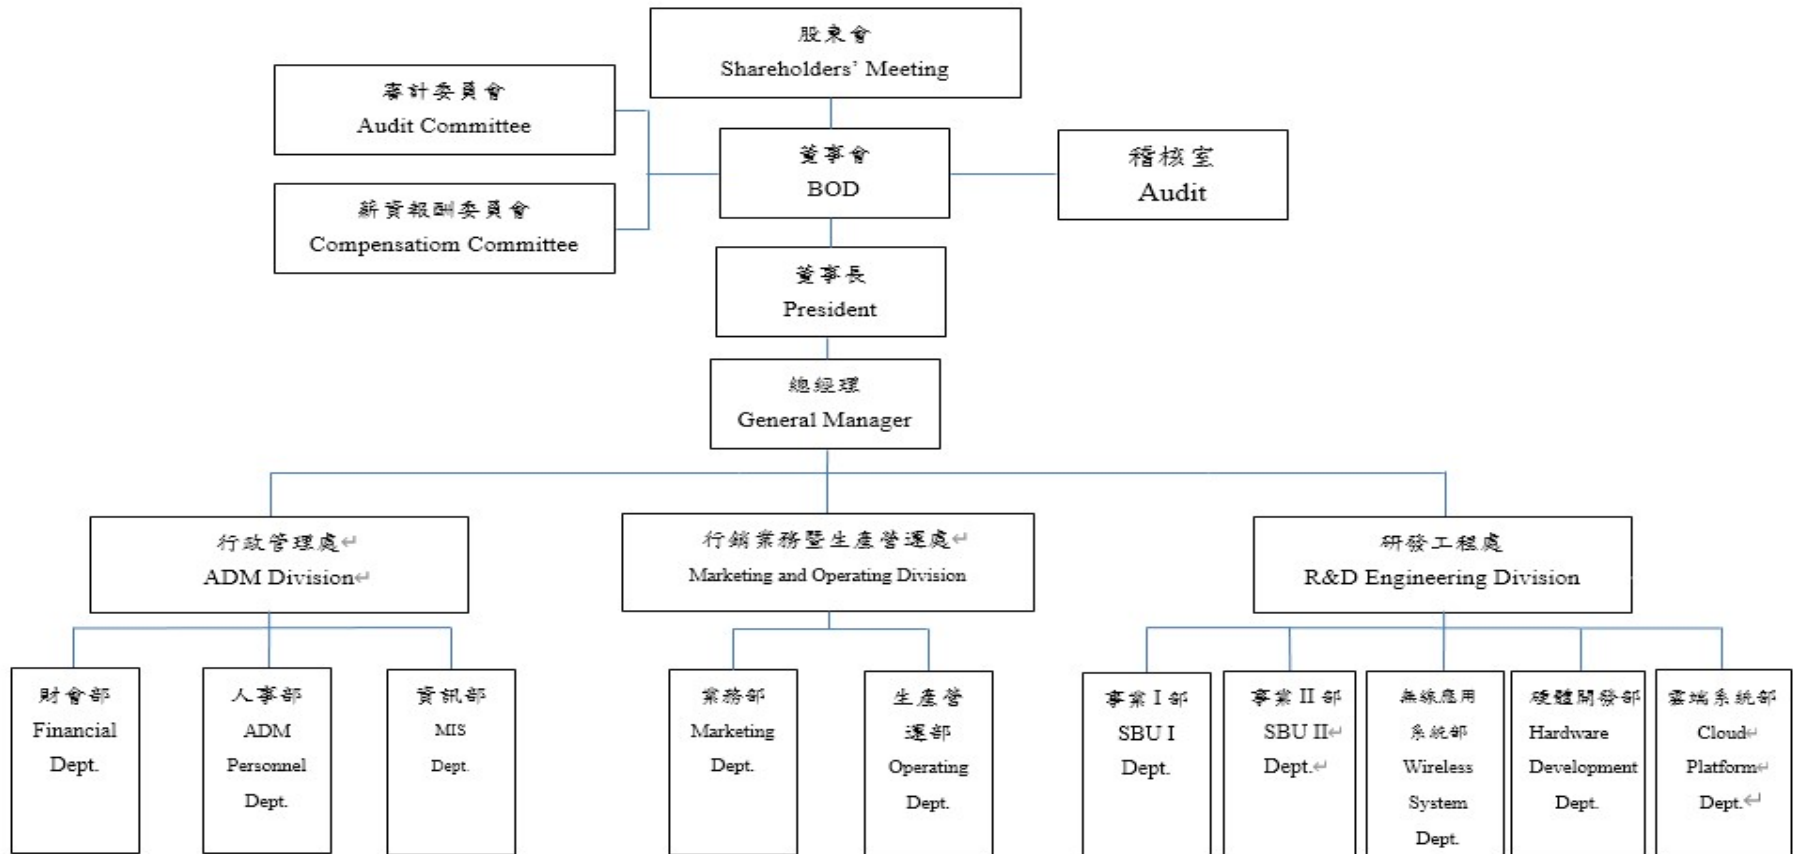 股東會
Shareholders’ Meeting
審計委員會
Audit Committee
董事會
BOD
稽核室
Audit
薪資報酬委員會
Compensatiom Committee
董事長
President
總經理
General Manager
行政管理處↵
ADM Division↵
行銷業務暨生產營運處↵
Marketing and Operating Division
研發工程處
R&D Engineering Division
財會部
Financial
Dept.
人事部
ADM
Personnel
Dept.
資訊部
MIS
Dept.
業務部
Marketing
Dept.
生產營
運部
Operating
Dept.
事業 I 部
SBU I
Dept.
事業 II 部
SBU II↵
Dept.↵
無線應用
系統部
Wireless
System
Dept.
硬體開發部
Hardware
Development
Dept.
雲端系統部
Cloud↵
Platform↵
Dept.↵